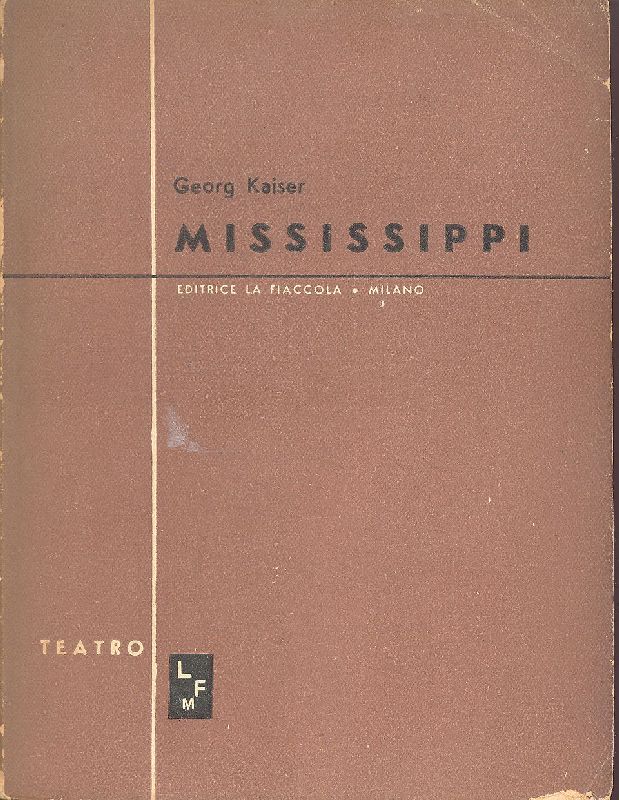 Georg Kaiser
MISSISSIPPI
EDITRICE LA FIACCOLA • MILANO
TEATRO
L
F
M